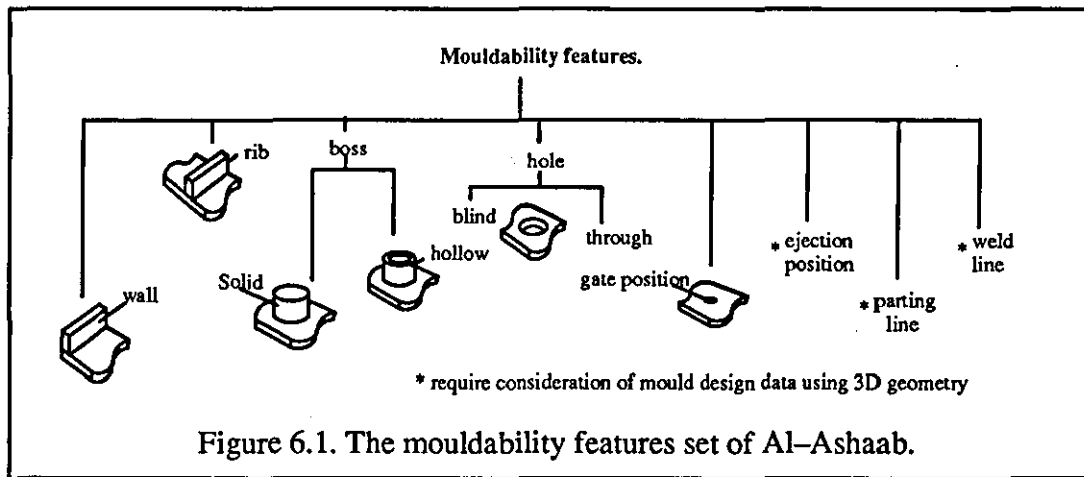 Mouldability features.
rib
boss
hole
blind
through
wall
Solid
hollow
gate position
* ejection
position
* parting
line
* weld
line
* require consideration of mould design data using 3D geometry
Figure 6.1. The mouldability features set of Al–Ashaab.